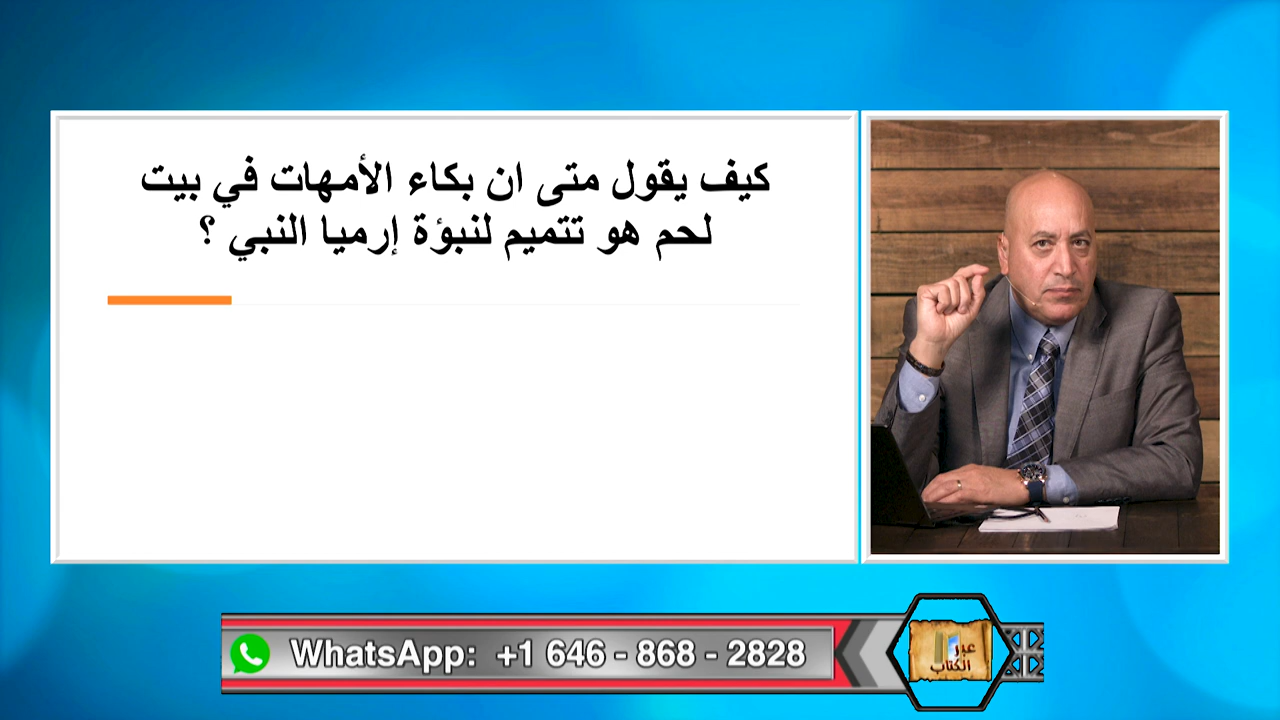 كيف يقول متى ان بكاء الأمهات في بيت
لحم هو تتميم لنبؤة إرميا النبي ؟
WhatsApp: +1 646 - 868 - 2828
عبر
الكتاب